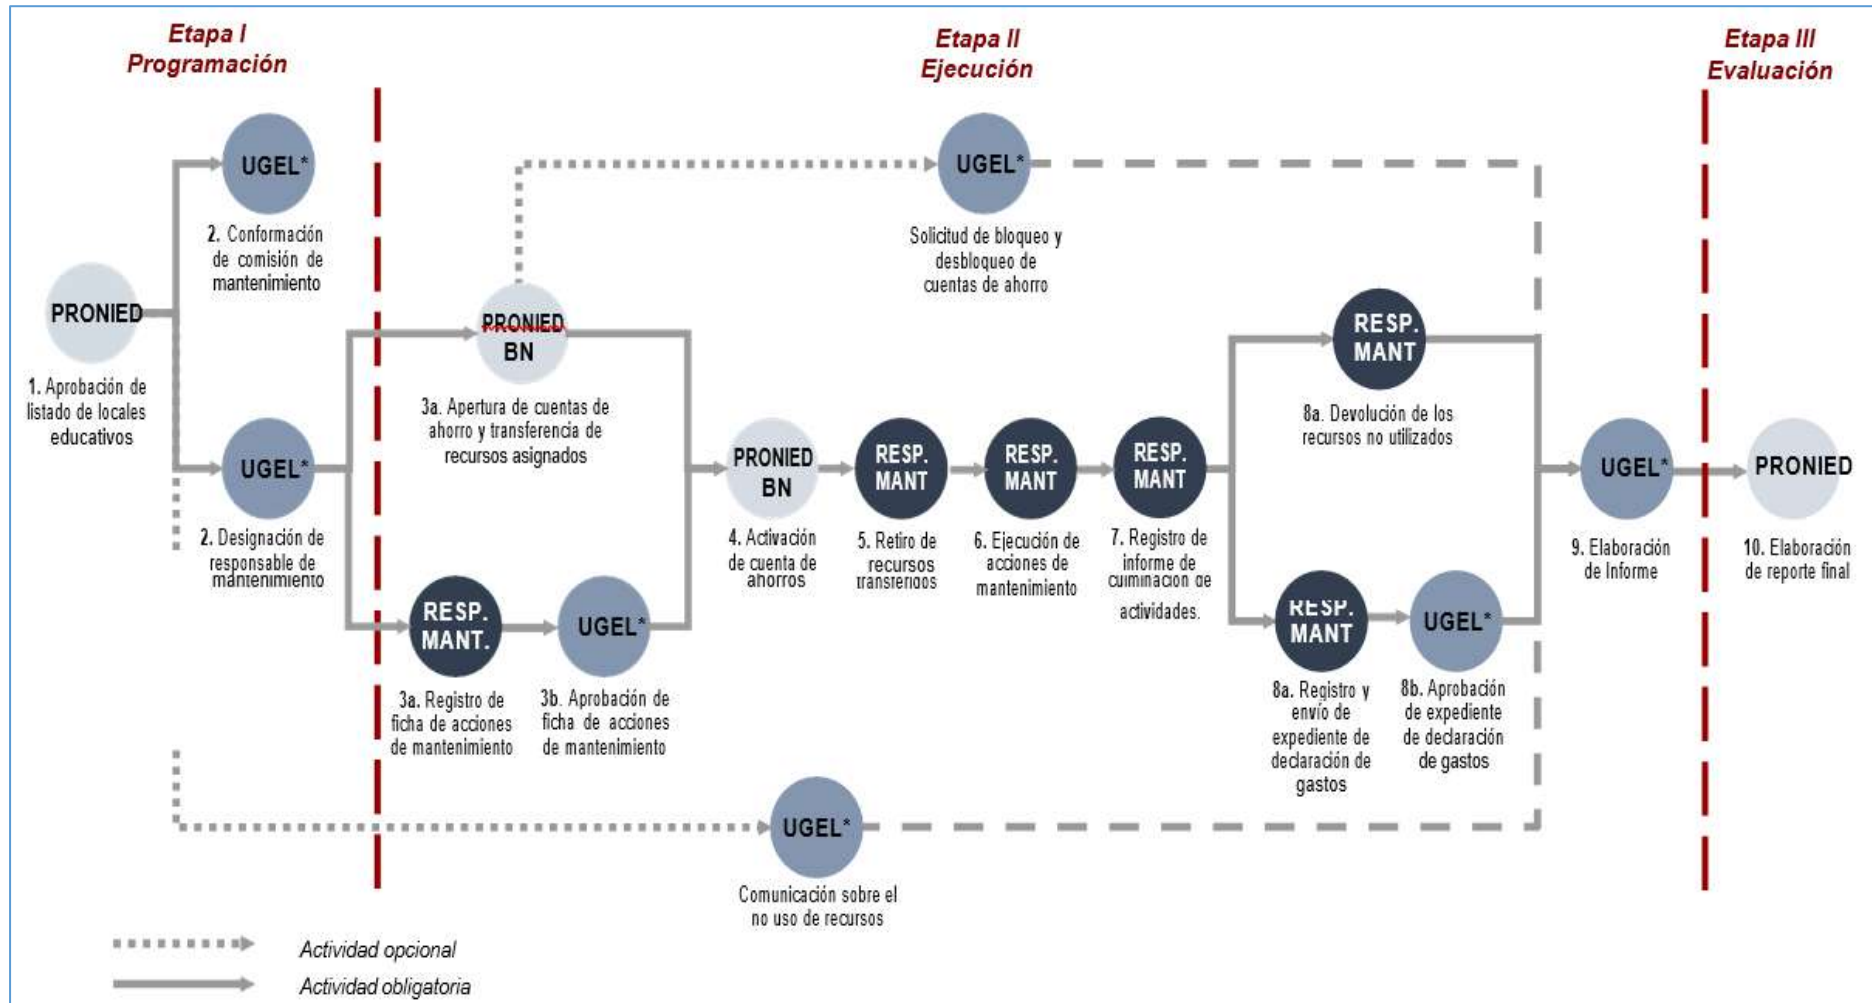 Etapa I
Programación
Etapa II
Ejecución
Etapa III
Evaluación
UGEL*
2. Conformación
de comisión de
mantenimiento
UGEL*
Solicitud de bloqueo y
desbloqueo de
cuentas de ahorro
PRONIED
1. Aprobación de
listado de locales
educativos
PRONIED
BN
3a. Apertura de cuentas de
ahorro y transferencia de
recursos asignados
RESP.
MANT
8a. Devolución de los
recursos no utilizados
UGEL*
2. Designación de
responsable de
mantenimiento
PRONIED
BN
4. Activación
de cuenta de
ahorros
RESP.
MANT
5. Retiro de
recursos
transferidos
RESP.
MANT
6. Ejecución de
acciones de
mantenimiento
RESP.
MANT
7. Registro de
informe de
culminación de
actividades.
UGEL*
9. Elaboración
de Informe
PRONIED
10. Elaboración
de reporte final
RESP.
MANT.
3a. Registro de
ficha de acciones
de mantenimiento
UGEL*
3b. Aprobación de
ficha de acciones
de mantenimiento
RESP.
MANT
8a. Registro y
envío de
expediente de
declaración de
gastos
UGEL*
8b. Aprobación
de expediente
de declaración
de gastos
UGEL*
Comunicación sobre el
no uso de recursos
Actividad opcional
Actividad obligatoria